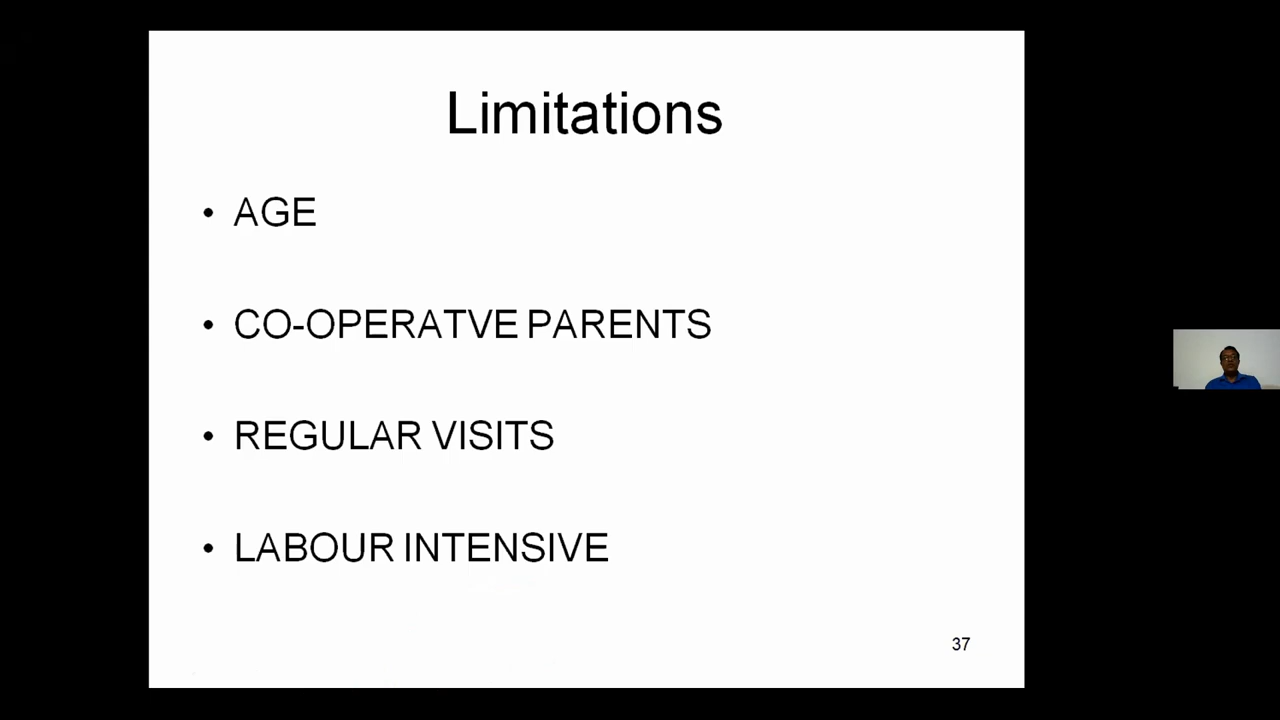 Limitations
• AGE
• CO-OPERATVE PARENTS
• REGULAR VISITS
• LABOUR INTENSIVE
37